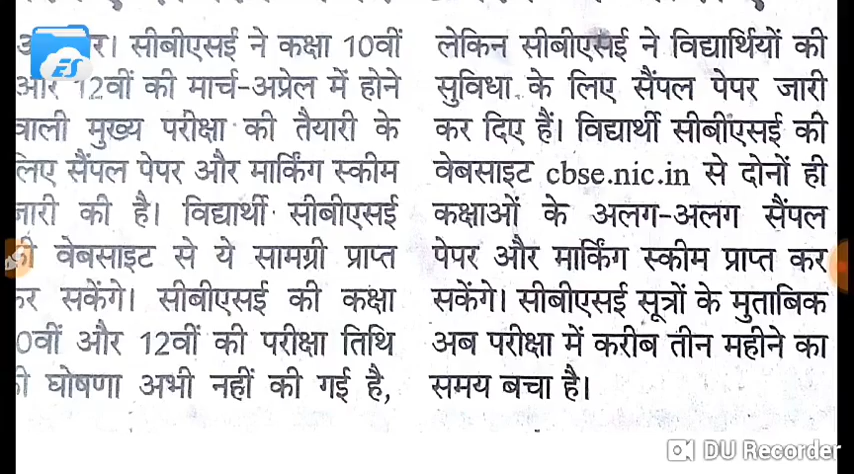 सीबीएसई ने कक्षा 10वीं
और 12वीं की मार्च-अप्रेल में होने
वाली मुख्य परीक्षा की तैयारी के
लिए सैंपल पेपर और मार्किंग स्कीम
जारी की है। विद्यार्थी सीबीएसई
की वेबसाइट से ये सामग्री प्राप्त
कर सकेंगे। सीबीएसई की कक्षा
0वीं और 12वीं की परीक्षा तिथि
की घोषणा अभी नहीं की गई है,
लेकिन सीबीएसई ने विद्यार्थियों की
सुविधा के लिए सैंपल पेपर जारी
कर दिए हैं। विद्यार्थी सीबीएसई की
वेबसाइट cbse.nic.in से दोनों ही
कक्षाओं के अलग-अलग सैंपल
पेपर और मार्किंग स्कीम प्राप्त कर
सकेंगे। सीबीएसई सूत्रों के मुताबिक
अब परीक्षा में करीब तीन महीने का
समय बचा है।
ES
DU Recorder